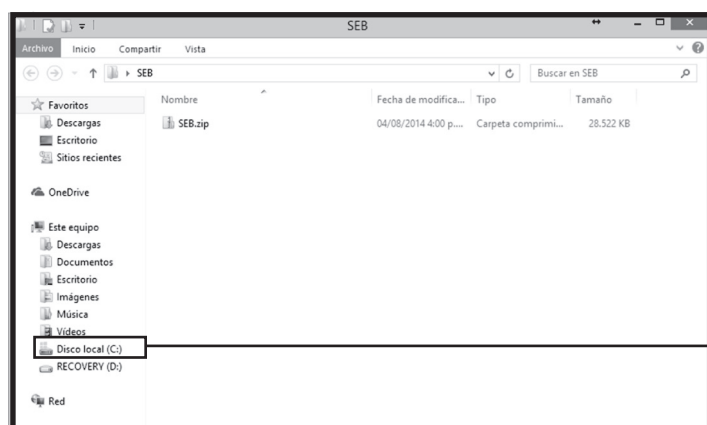 SEB
Archivo Inicio Compartir Vista
SEB Buscar en SEB
Nombre Fecha de modifica... Tipo Tamaño
SEB.zip 04/08/2014 4:00 p.... Carpeta comprimi... 28.522 KB
Favoritos
Descargas
Escritorio
Sitios recientes
OneDrive
Este equipo
Descargas
Documentos
Escritorio
Imágenes
Música
Vídeos
Disco local (C:)
RECOVERY (D:)
Red